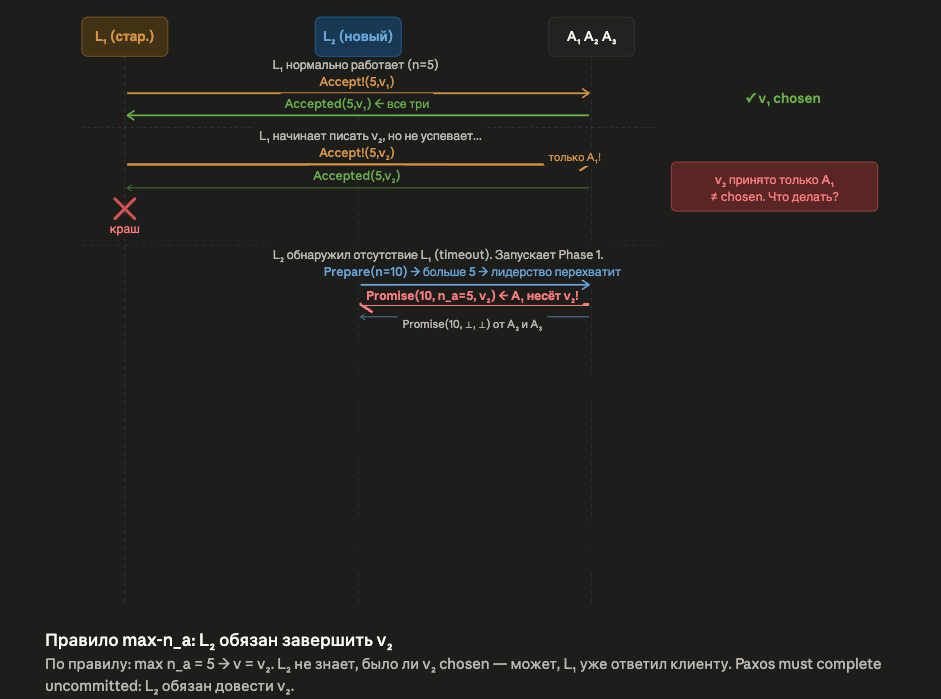 L₁ (стар.)
L₂ (новый)
A₁ A₂ A₃
L₁ нормально работает (n=5)
Accept!(5,v₁)
Accepted(5,v₁) ← все три
✓ v₁ chosen
L₁ начинает писать v₂, но не успевает...
Accept!(5,v₂)
только A₁!
Accepted(5,v₂)
v₂ принято только A₁
≠ chosen. Что делать?
краш
L₂ обнаружил отсутствие L₁ (timeout). Запускает Phase 1.
Prepare(n=10) → больше 5 → лидерство перехватит
Promise(10, n_a=5, v₂) ← A₁ несёт v₂!
Promise(10, ⊥, ⊥) от A₂ и A₃
Правило max-n_a: L₂ обязан завершить v₂
По правилу: max n_a = 5 → v = v₂. L₂ не знает, было ли v₂ chosen — может, L₁ уже ответил клиенту. Paxos must complete
uncommitted: L₂ обязан довести v₂.